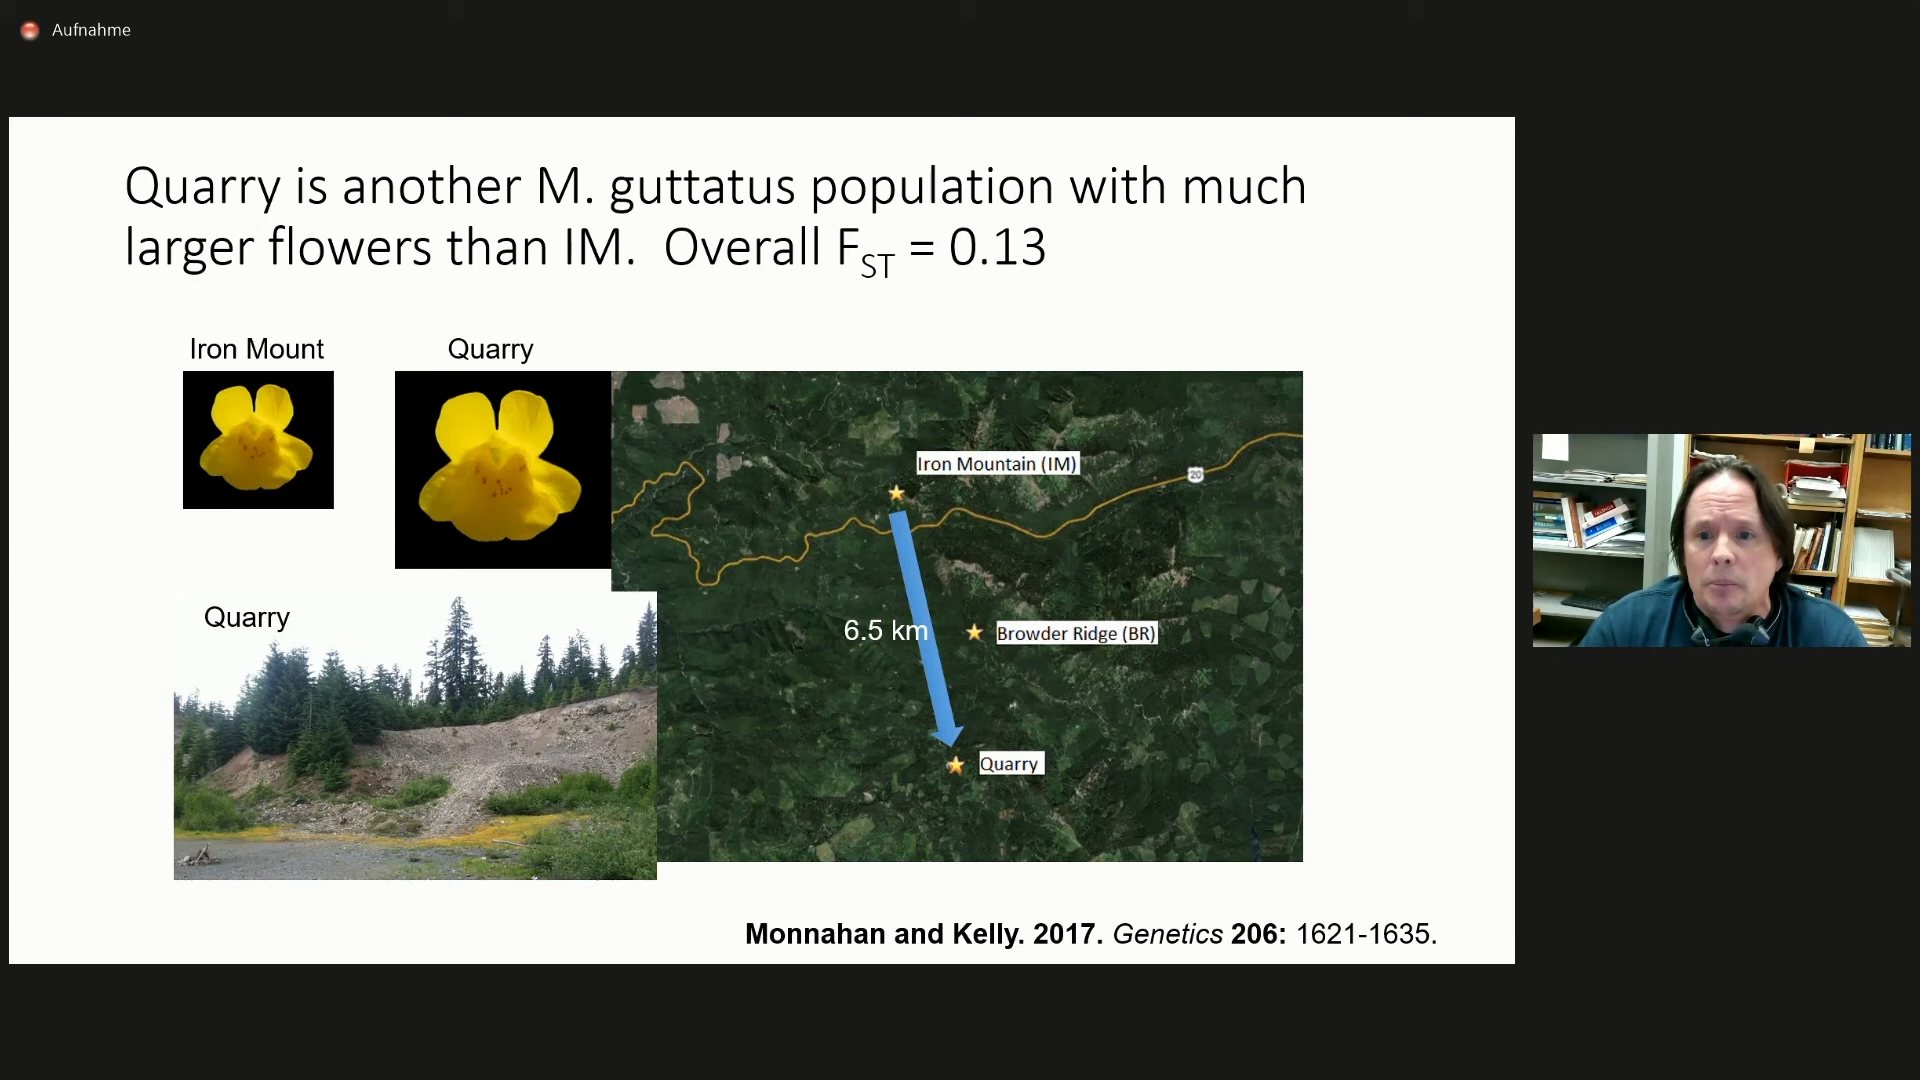 Aufnahme
Quarry is another M. guttatus population with much
larger flowers than IM.  Overall FST = 0.13
Iron Mount
Quarry
Iron Mountain (IM)
20
6.5 km
Browder Ridge (BR)
Quarry
Quarry
Monnahan and Kelly. 2017. Genetics 206: 1621-1635.